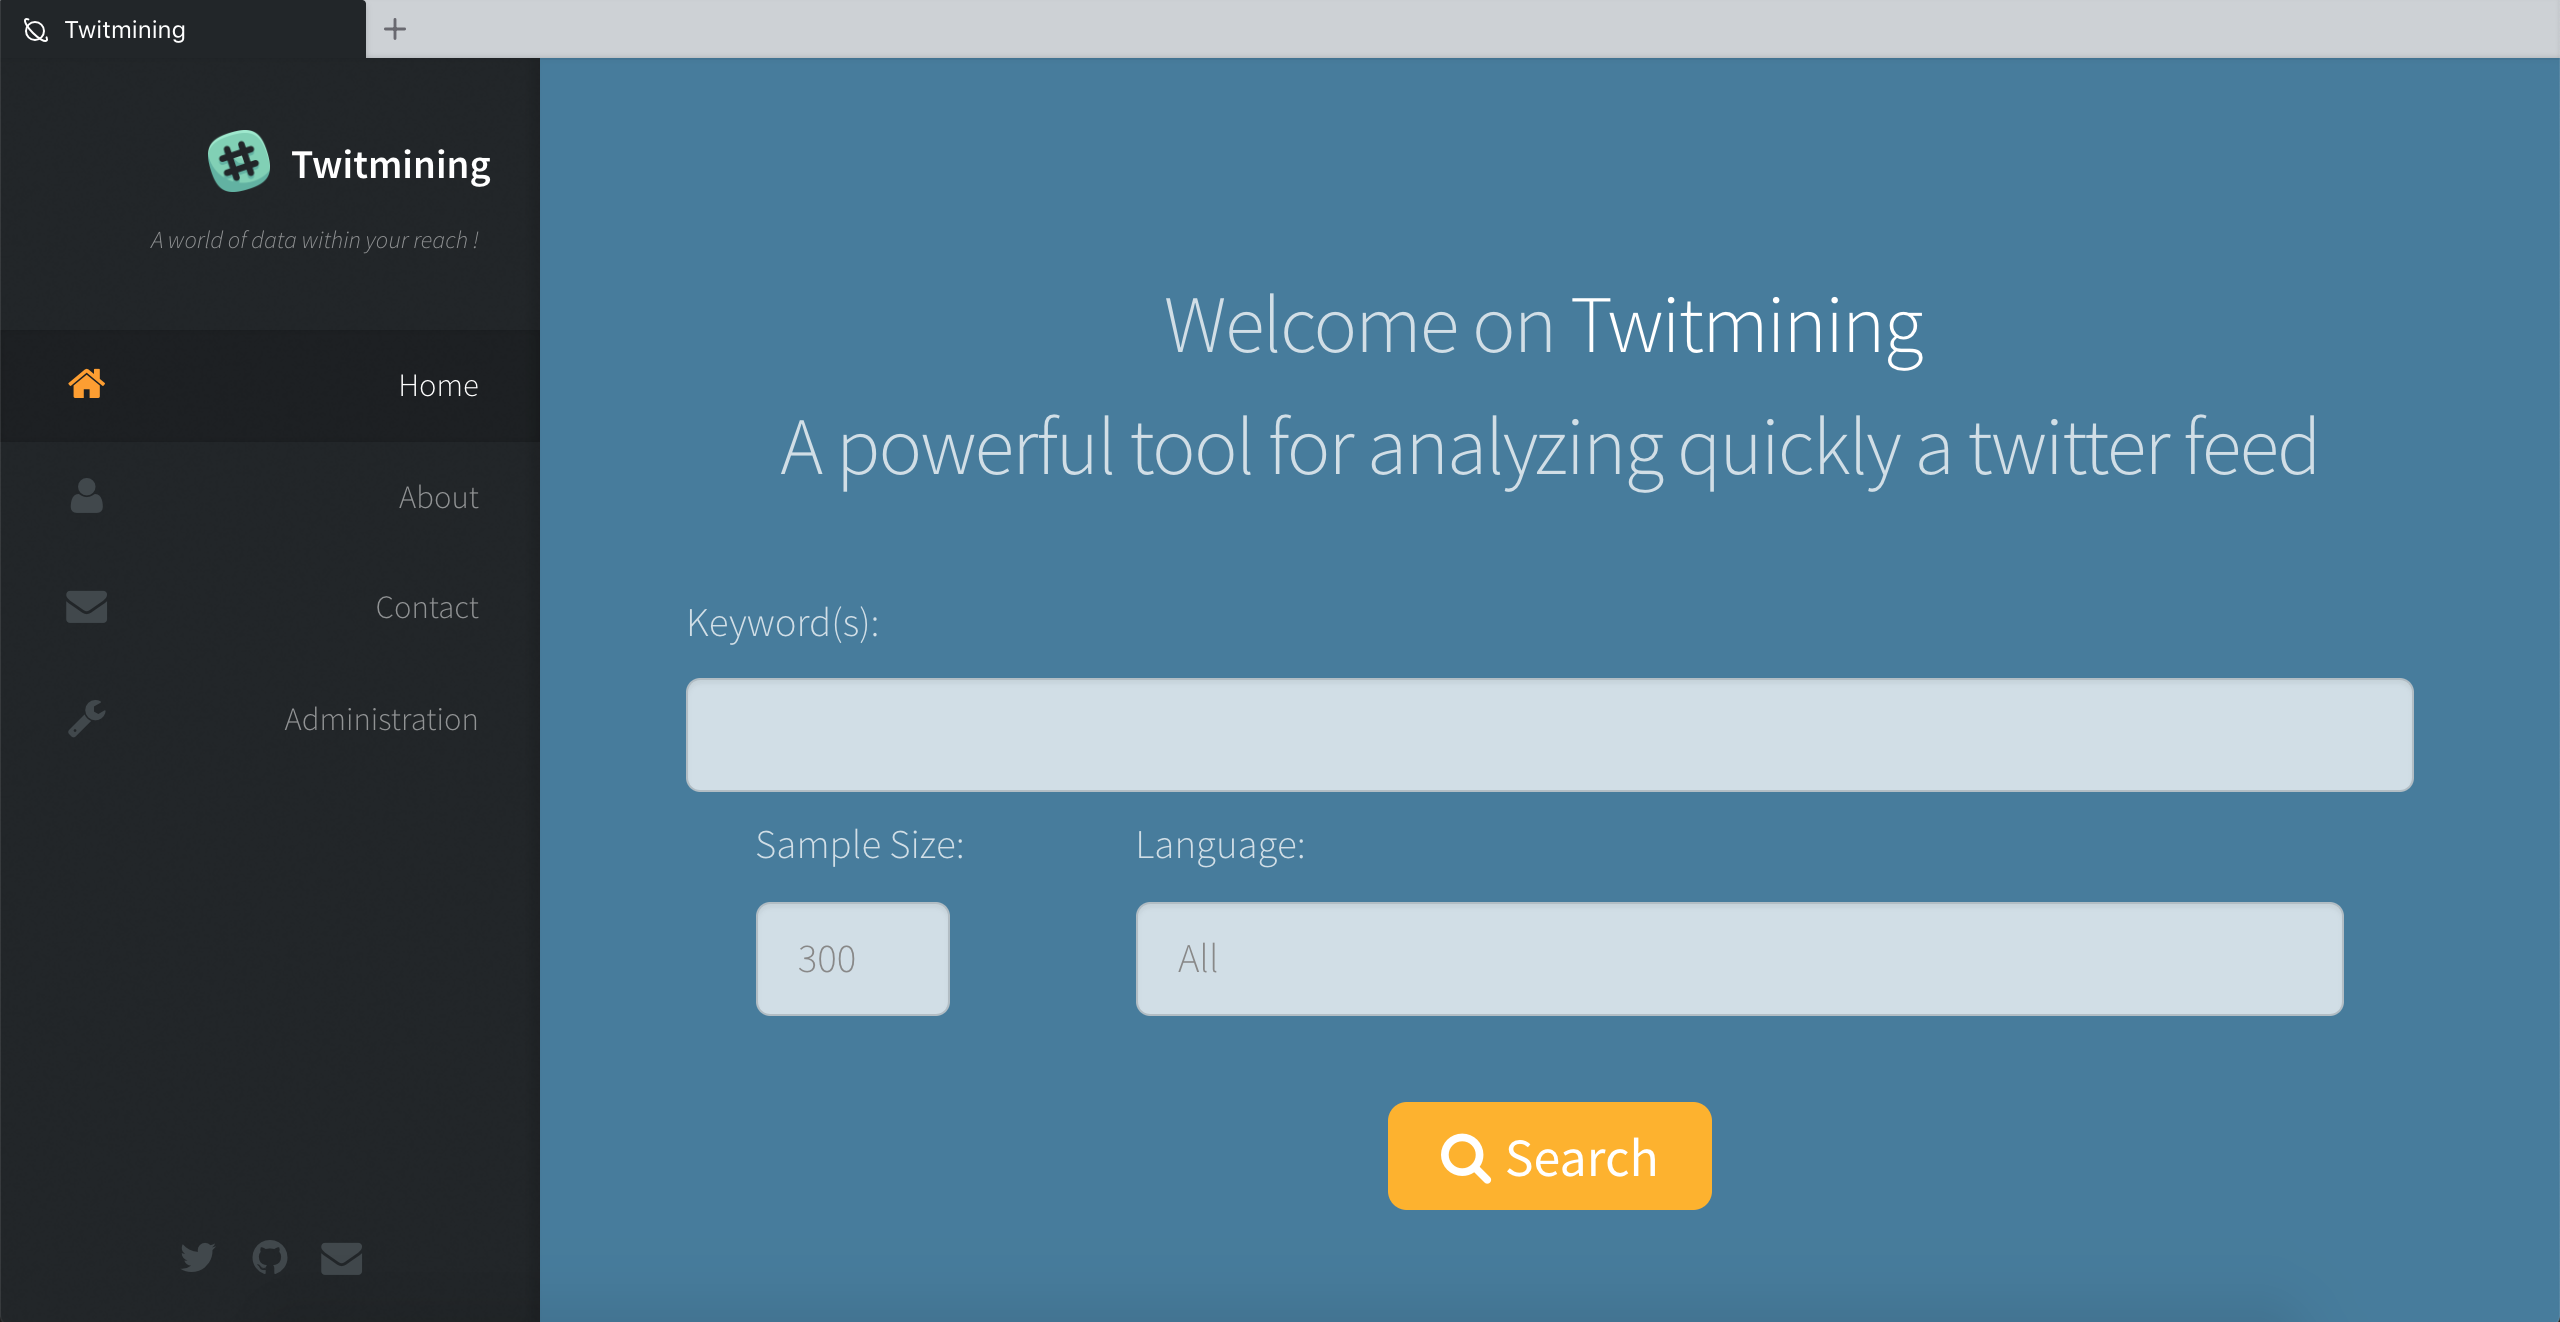 Twitmining
Twitmining
A world of data within your reach !
Home
About
Contact
Administration
Welcome on Twitmining
A powerful tool for analyzing quickly a twitter feed
Keyword(s):
Sample Size: Language:
300 All
Search